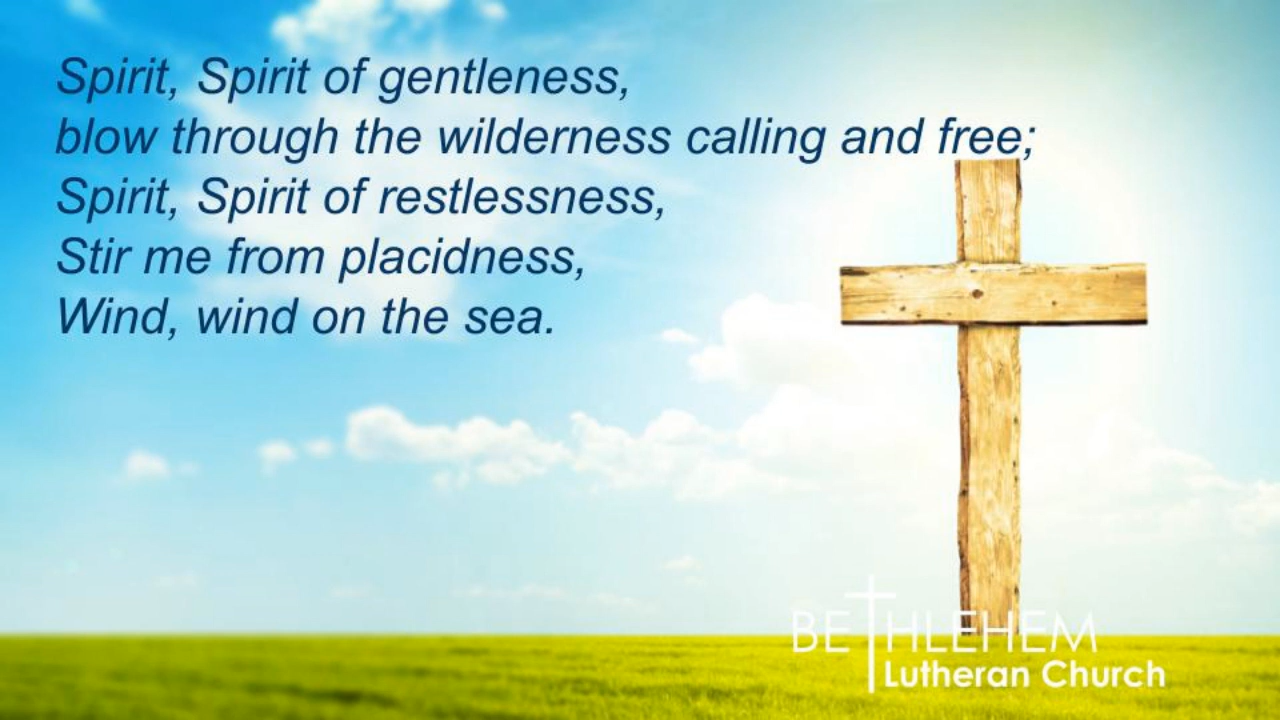 Spirit, Spirit of gentleness,
blow through the wilderness calling and free;
Spirit, Spirit of restlessness,
Stir me from placidness,
Wind, wind on the sea.
BETHLEHEM
Lutheran Church